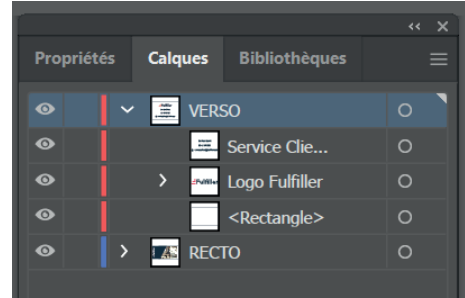 Propriétés Calques Bibliothèques
VERSO
Service Clie...
Logo Fulfiller
<Rectangle>
RECTO